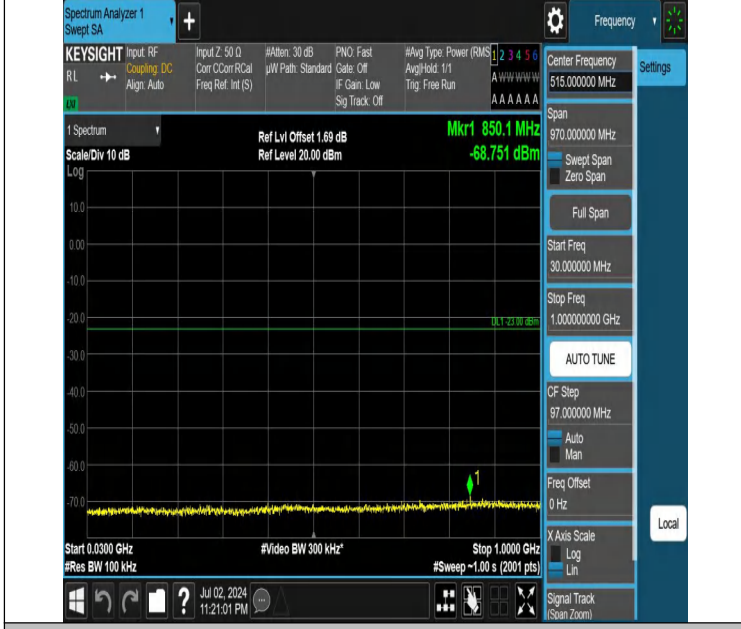 Spectrum Analyzer 1
Swept SA
+
Frequency
KEYSIGHT
RL
LXI
Input: RF
Coupling: DC
Align: Auto
Input Z: 50 Ω
Corr CCorr RCal
Freq Ref: Int (S)
#Atten: 30 dB
µW Path: Standard
PNO: Fast
Gate: Off
IF Gain: Low
Sig Track: Off
#Avg Type: Power (RMS
Avg|Hold: 1/1
Trig: Free Run
1 2 3 4 5 6
A W W W W W
A A A A A A
1 Spectrum
Scale/Div 10 dB
Ref Lvl Offset 1.69 dB
Ref Level 20.00 dBm
Mkr1 850.1 MHz
-68.751 dBm
Log
10.0
0.00
-10.0
-20.0
DL1 -23.00 dBm
-30.0
-40.0
-50.0
-60.0
1
-70.0
Start 0.0300 GHz
#Video BW 300 kHz*
Stop 1.0000 GHz
#Res BW 100 kHz
#Sweep ~1.00 s (2001 pts)
?
Jul 02, 2024
11:21:01 PM
Center Frequency
515.000000 MHz
Settings
Span
970.000000 MHz
Swept Span
Zero Span
Full Span
Start Freq
30.000000 MHz
Stop Freq
1.000000000 GHz
AUTO TUNE
CF Step
97.000000 MHz
Auto
Man
Freq Offset
0 Hz
Local
X Axis Scale
Log
Lin
Signal Track
(Span Zoom)